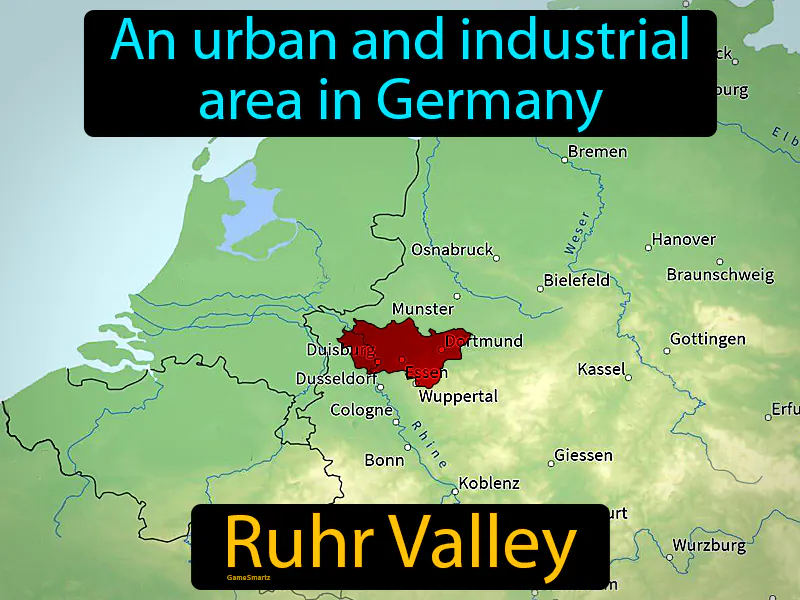 An urban and industrial
area in Germany
ck
burg
Elb
Bremen
Weser
Hanover
Osnabruck
Braunschweig
Bielefeld
Munster
Dortmund
Gottingen
Duisburg
Essen
Kassel
Dusseldorf
Wuppertal
Cologne
Erfu
Rhine
Bonn
Giessen
Koblenz
urt
Ruhr Valley
Wurzburg
GameSmartz
m